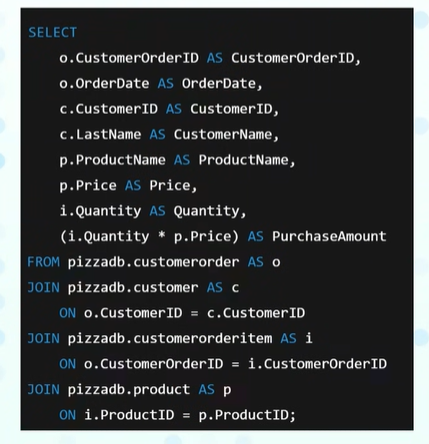 SELECT
o.CustomerOrderID AS CustomerOrderID,
o.OrderDate AS OrderDate,
c.CustomerID AS CustomerID,
c.LastName AS CustomerName,
p.ProductName AS ProductName,
p.Price AS Price,
i.Quantity AS Quantity,
(i.Quantity * p.Price) AS PurchaseAmount
FROM pizzadb.customerorder AS o
JOIN pizzadb.customer AS c
ON o.CustomerID = c.CustomerID
JOIN pizzadb.customerorderitem AS i
ON o.CustomerOrderID = i.CustomerOrderID
JOIN pizzadb.product AS p
ON i.ProductID = p.ProductID;